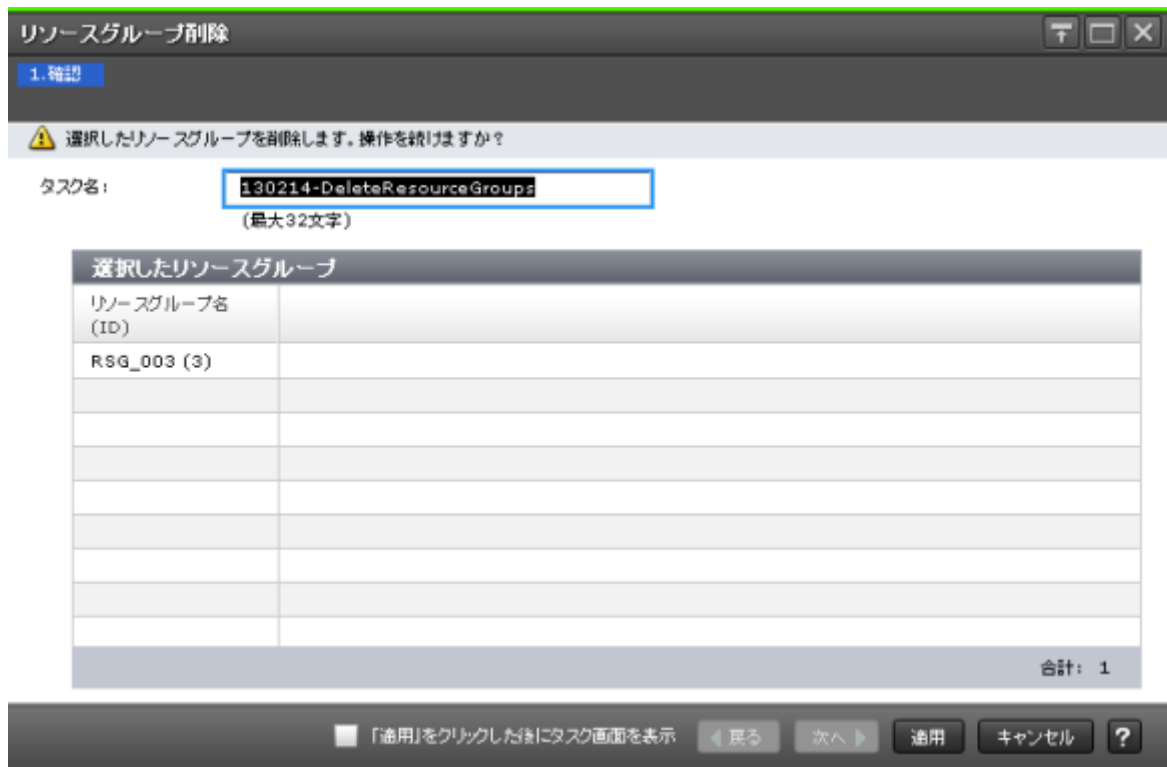 リソースグループ削除
1.確認
選択したリソースグループを削除します。操作を続けますか？
タスク名：
130214-DeleteResourceGroups
(最大32文字)
選択したリソースグループ
リソースグループ名
(ID)
RSG_003 (3)
合計： 1
「適用」をクリックした後にタスク画面を表示
戻る
次へ
適用
キャンセル
?